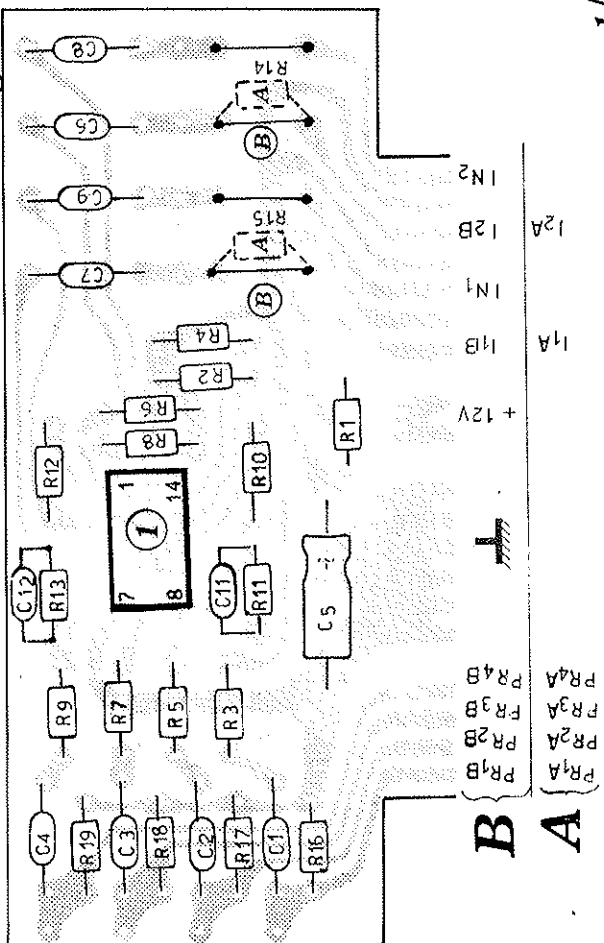 C8
R14
A
B
C5
C9
R15
A
B
C7
R4
R2
R6
R8
R12
R10
R1
1
14
7
8
1
C12
R13
C11
R11
C5
R9
R7
R5
R3
C4
R19
C3
R18
C2
R17
C1
R16
IN2
I2B
IN1
I1B
+ 12V
PR4B
PR3B
PR2B
PR1B
B
I2A
I1A
PR4A
PR3A
PR2A
PR1A
A